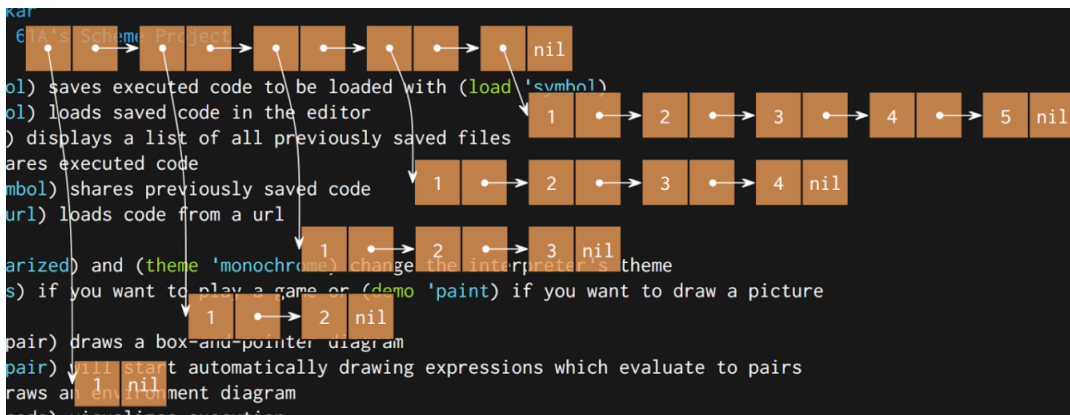 kar
61A's Scheme Project
nil
ol) saves executed code to be loaded with (load 'symbol)
ol) loads saved code in the editor
1 2 3 4 5 nil
) displays a list of all previously saved files
ares executed code
1 2 3 4 nil
mbol) shares previously saved code
url) loads code from a url
1 2 3 nil
arized) and (theme 'monochrome) change the interpreter's theme
s) if you want to play a game or (demo 'paint) if you want to draw a picture
1 2 nil
pair) draws a box-and-pointer diagram
pair) will start automatically drawing expressions which evaluate to pairs
1 nil
raws an environment diagram
code) visualizes execution